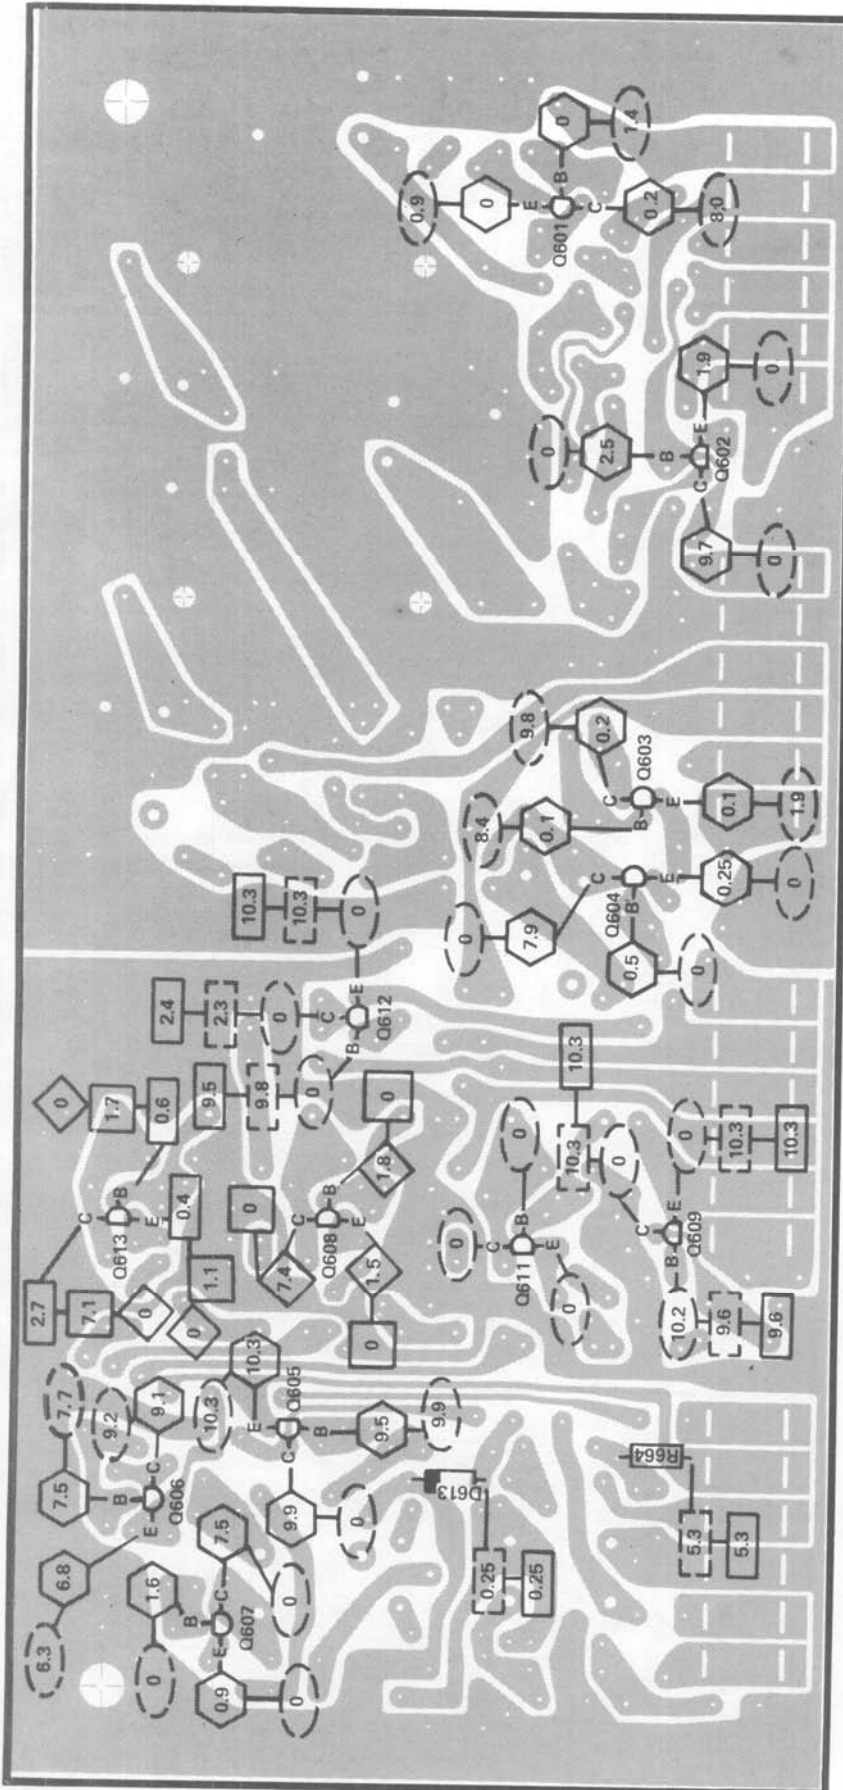 0.9
0
E
B
0
1.4
Q601
C
0.2
8.0
0
2.5
B
E
1.9
0
C
Q602
9.7
0
9.8
0.2
C
Q603
B
E
8.4
0.1
0.1
1.9
0
7.9
C
Q604
B
E
0.5
0
0.25
0
10.3
10.3
0
E
2.4
2.3
0
C
Q612
B
9.5
9.8
0
0
1.7
0.6
B
C
Q613
E
2.7
7.1
0
0.4
1.1
0
0
7.4
C
Q608
B
E
1.8
0
1.5
0
0
B
0
C
Q611
E
0
10.3
10.3
0
C
E
Q609
B
0
10.3
10.3
10.2
9.6
9.6
7.7
7.5
B
9.2
9.1
C
Q606
E
6.8
6.3
10.3
10.3
E
Q605
B
C
9.5
9.9
9.9
0
1.6
0
B
7.5
0
C
Q607
E
0.9
0
D613
0.25
0.25
R664
5.3
5.3